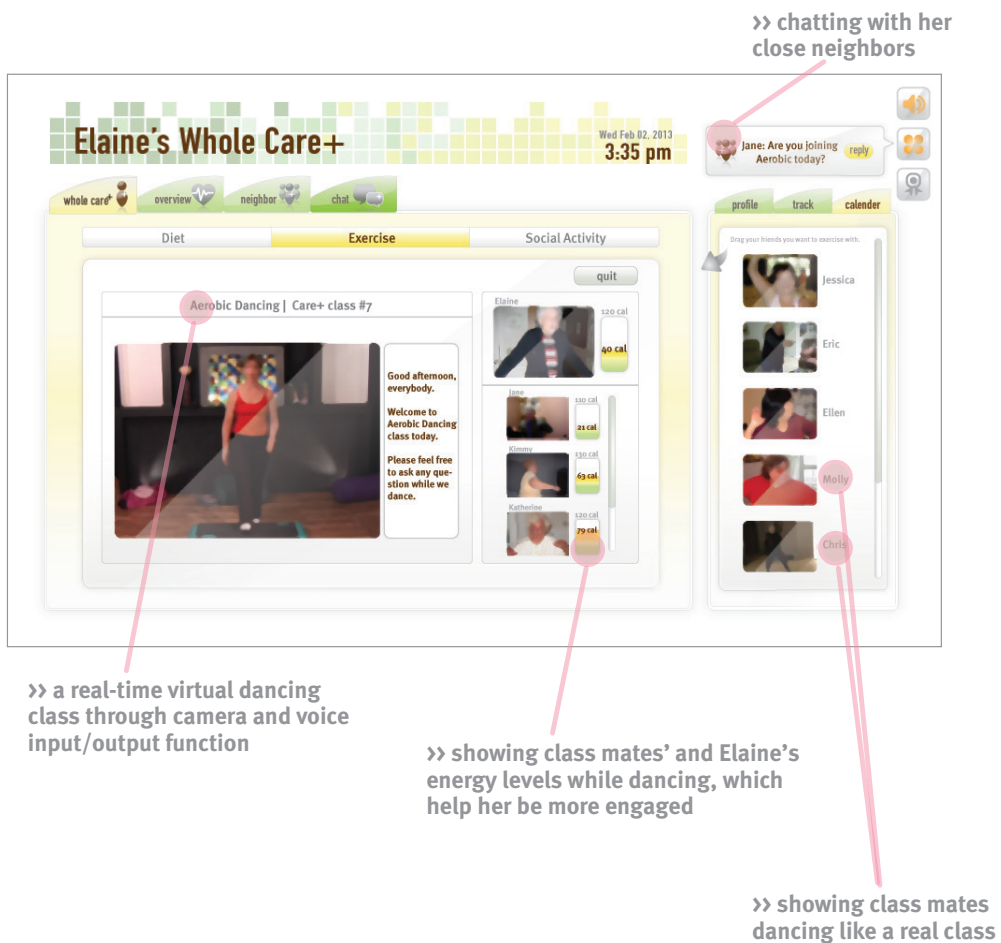 ›› chatting with her
close neighbors
Elaine's Whole Care+
Wed Feb 02, 2013
3:35 pm
Jane: Are you joining
Aerobic today?
reply
whole care+
overview
neighbor
chat
profile
track
calender
Diet
Exercise
Social Activity
Drag your friends you want to exercise with.
quit
Aerobic Dancing | Care+ class #7
Good afternoon,
everybody.
Welcome to
Aerobic Dancing
class today.
Please feel free
to ask any que-
stion while we
dance.
Elaine
120 cal
40 cal
Jane
110 cal
21 cal
Kimmy
130 cal
63 cal
Katherine
120 cal
79 cal
Jessica
Eric
Ellen
Molly
Chris
›› a real-time virtual dancing
class through camera and voice
input/output function
›› showing class mates' and Elaine's
energy levels while dancing, which
help her be more engaged
›› showing class mates
dancing like a real class